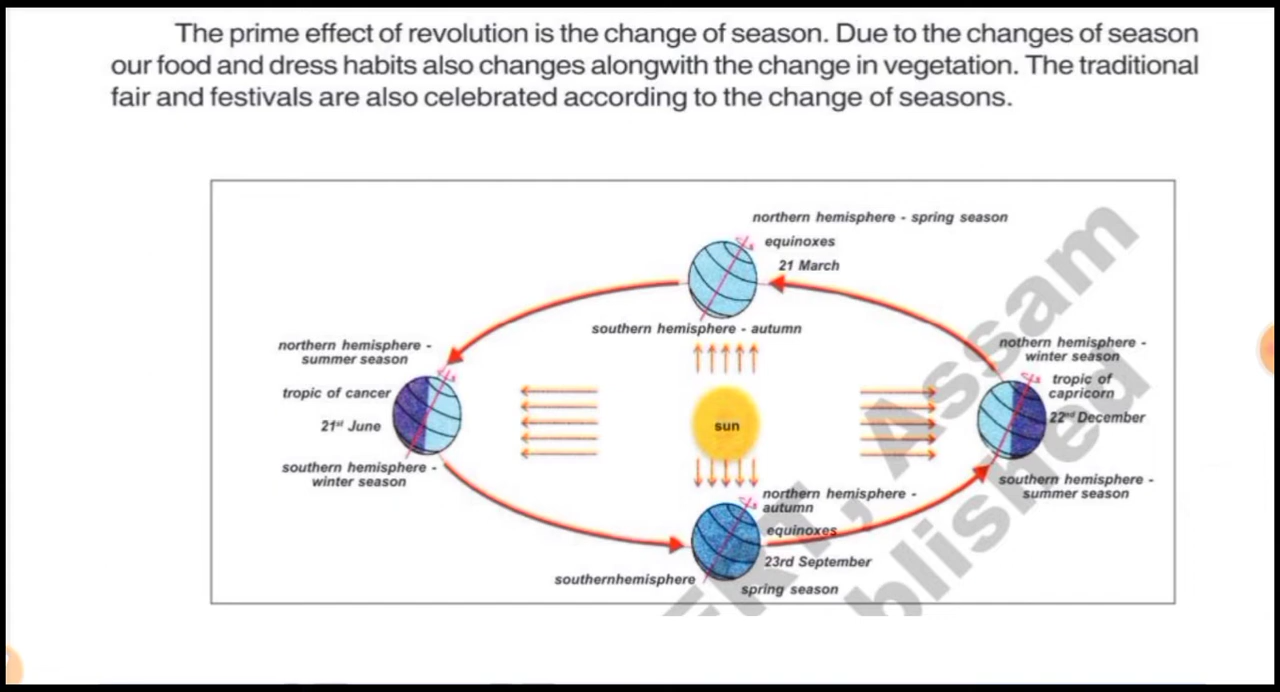 The prime effect of revolution is the change of season. Due to the changes of season
our food and dress habits also changes alongwith the change in vegetation. The traditional
fair and festivals are also celebrated according to the change of seasons.
northern hemisphere - spring season
equinoxes
21 March
southern hemisphere - autumn
northern hemisphere -
summer season
tropic of cancer
21st June
southern hemisphere -
winter season
sun
nothern hemisphere -
winter season
tropic of
capricorn
22nd December
southern hemisphere -
summer season
northern hemisphere -
autumn
equinoxes
23rd September
southernhemisphere
spring season
, Assam
blished